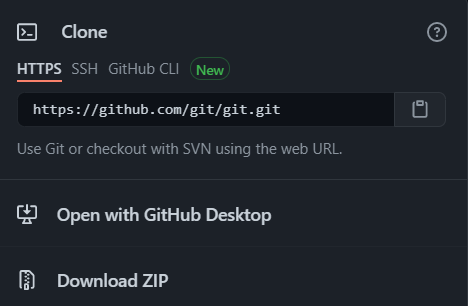 Clone
HTTPS SSH GitHub CLI New
https://github.com/git/git.git
Use Git or checkout with SVN using the web URL.
Open with GitHub Desktop
Download ZIP